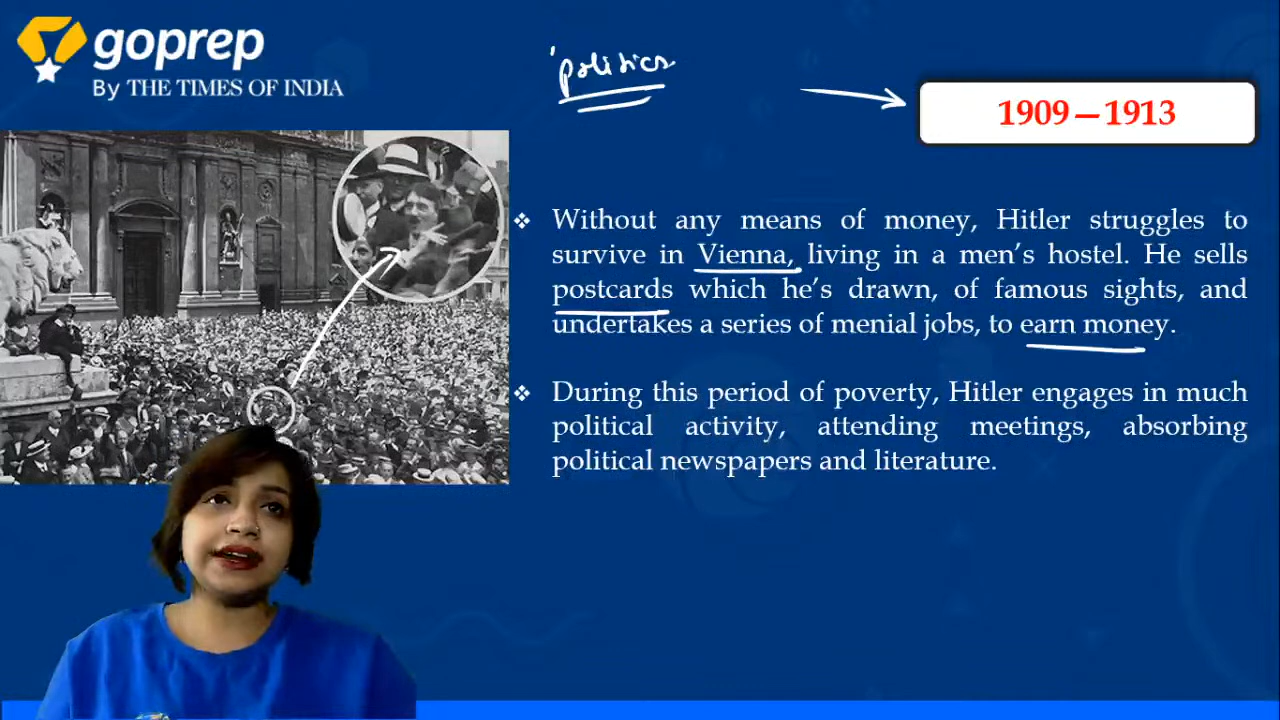 goprep
By THE TIMES OF INDIA
'politics
1909—1913
❖ Without any means of money, Hitler struggles to
survive in Vienna, living in a men's hostel. He sells
postcards which he's drawn, of famous sights, and
undertakes a series of menial jobs, to earn money.
❖ During this period of poverty, Hitler engages in much
political activity, attending meetings, absorbing
political newspapers and literature.